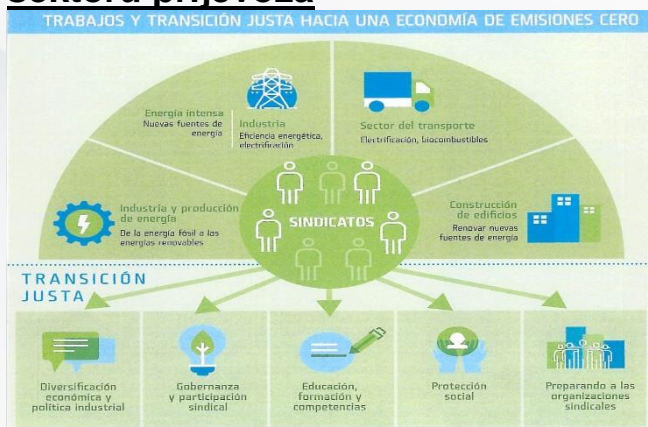 Sektoru prijevoza
TRABAJOS Y TRANSICIÓN JUSTA HACIA UNA ECONOMÍA DE EMISIONES CERO
Energía intensa
Nuevas fuentes de
energía
Industria
Eficiencia energética,
electrificación
Sector del transporte
Electrificación, biocombustibles
Industria y producción
de energía
De la energía fósil a las
energías renovables
SINDICATOS
Construcción
de edificios
Renovar nuevas
fuentes de energía
TRANSICIÓN
JUSTA
Diversificación
económica y
política industrial
Gobernanza
y participación
sindical
Educación,
formación y
competencias
Protección
social
Preparando a las
organizaciones
sindicales